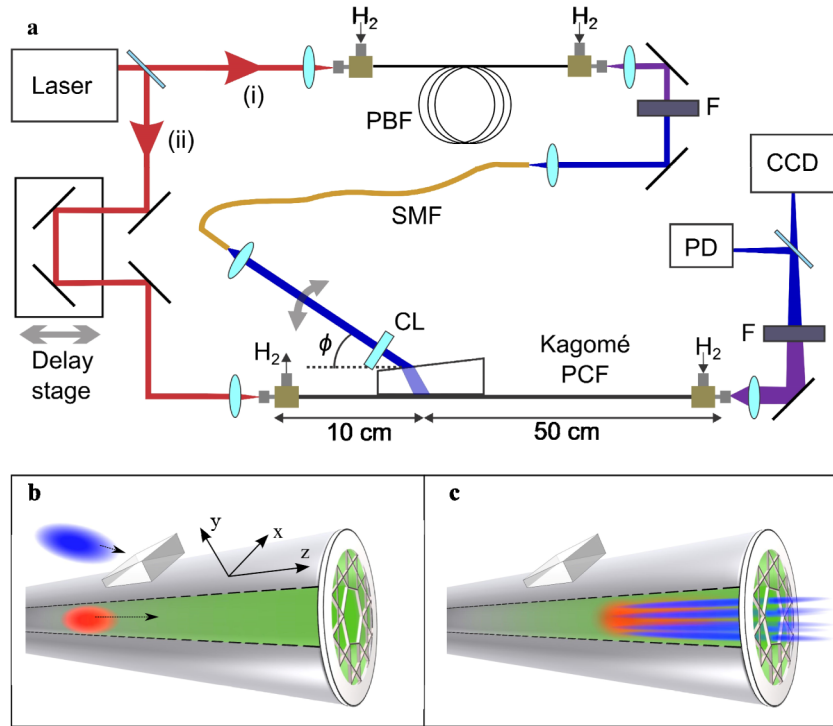 a
H₂
H₂
Laser
(i)
PBF
F
(ii)
CCD
SMF
PD
CL
F
ϕ
H₂
Kagomé
PCF
H₂
Delay
stage
10 cm
50 cm
b
y
x
z
c